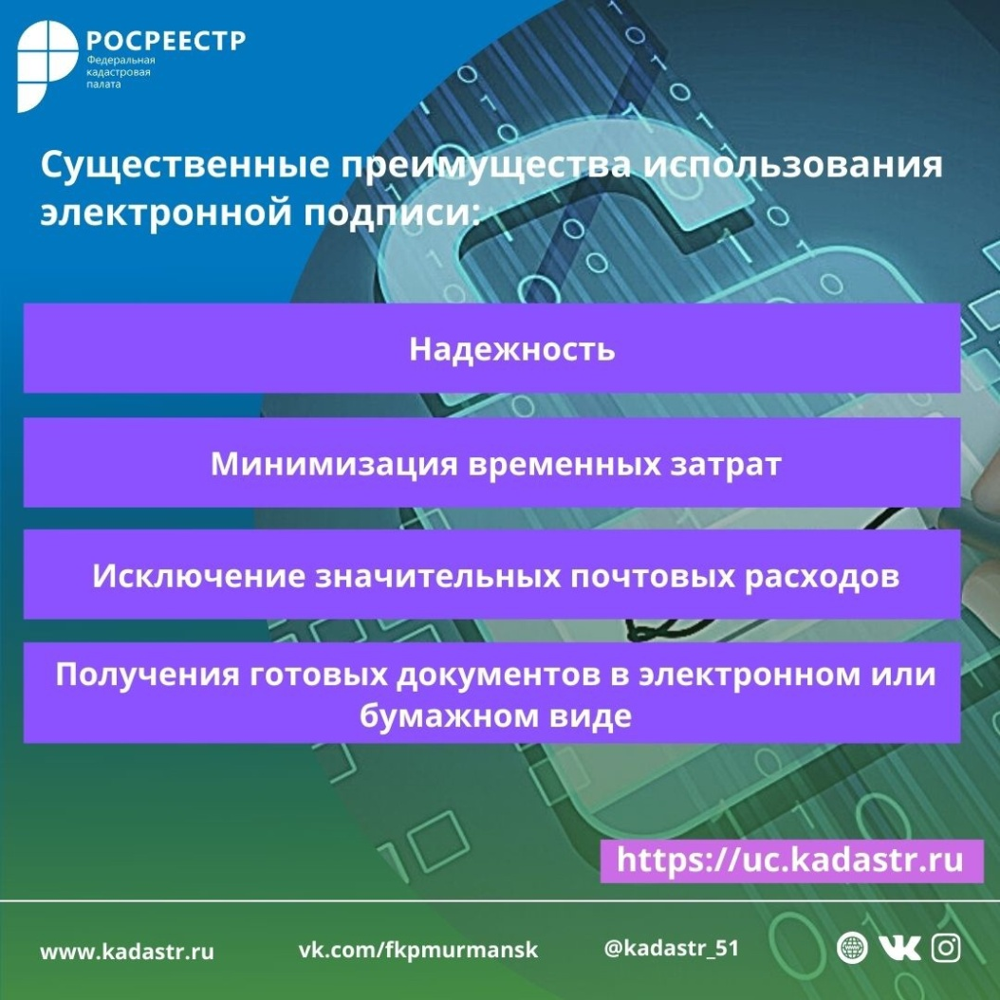 РОСРЕЕСТР
Федеральная
кадастровая
палата
Существенные преимущества использования
электронной подписи:
Надежность
Минимизация временных затрат
Исключение значительных почтовых расходов
Получения готовых документов в электронном или
бумажном виде
https://uc.kadastr.ru
www.kadastr.ru
vk.com/fkpmurmansk
@kadastr_51